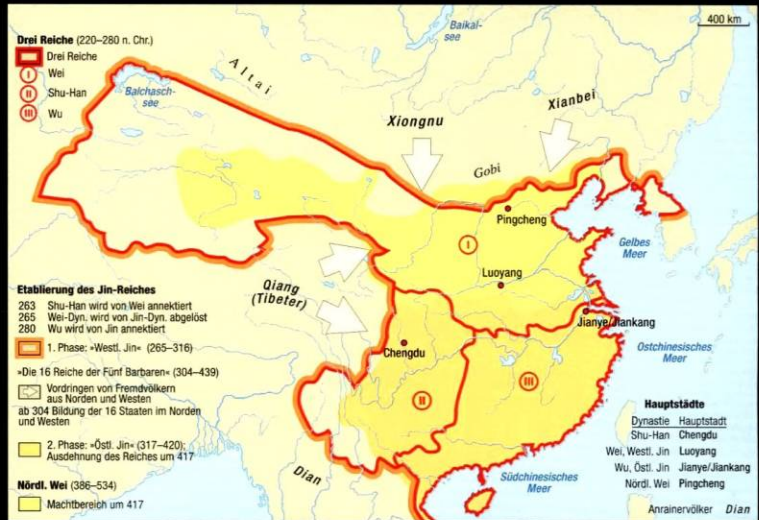 400 km
Drei Reiche (220–280 n. Chr.)
Drei Reiche
I Wei
II Shu-Han
III Wu
Baikal-
see
Altai
Balchasch-
see
Xiongnu
Xianbei
Gobi
Pingcheng
I
Gelbes
Meer
Luoyang
Qiang
(Tibeter)
Jianye/Jiankang
Chengdu
Ostchinesisches
Meer
II
III
Dian
Südchinesisches
Meer
Etablierung des Jin-Reiches
263 Shu-Han wird von Wei annektiert
265 Wei-Dyn. wird von Jin-Dyn. abgelöst
280 Wu wird von Jin annektiert
1. Phase: »Westl. Jin« (265–316)
»Die 16 Reiche der Fünf Barbaren« (304–439)
Vordringen von Fremdvölkern
aus Norden und Westen
ab 304 Bildung der 16 Staaten im Norden
und Westen
2. Phase: »Östl. Jin« (317–420);
Ausdehnung des Reiches um 417
Nördl. Wei (386–534)
Machtbereich um 417
Hauptstädte
Dynastie Hauptstadt
Shu-Han Chengdu
Wei, Westl. Jin Luoyang
Wu, Östl. Jin Jianye/Jiankang
Nördl. Wei Pingcheng
Anrainervölker Dian